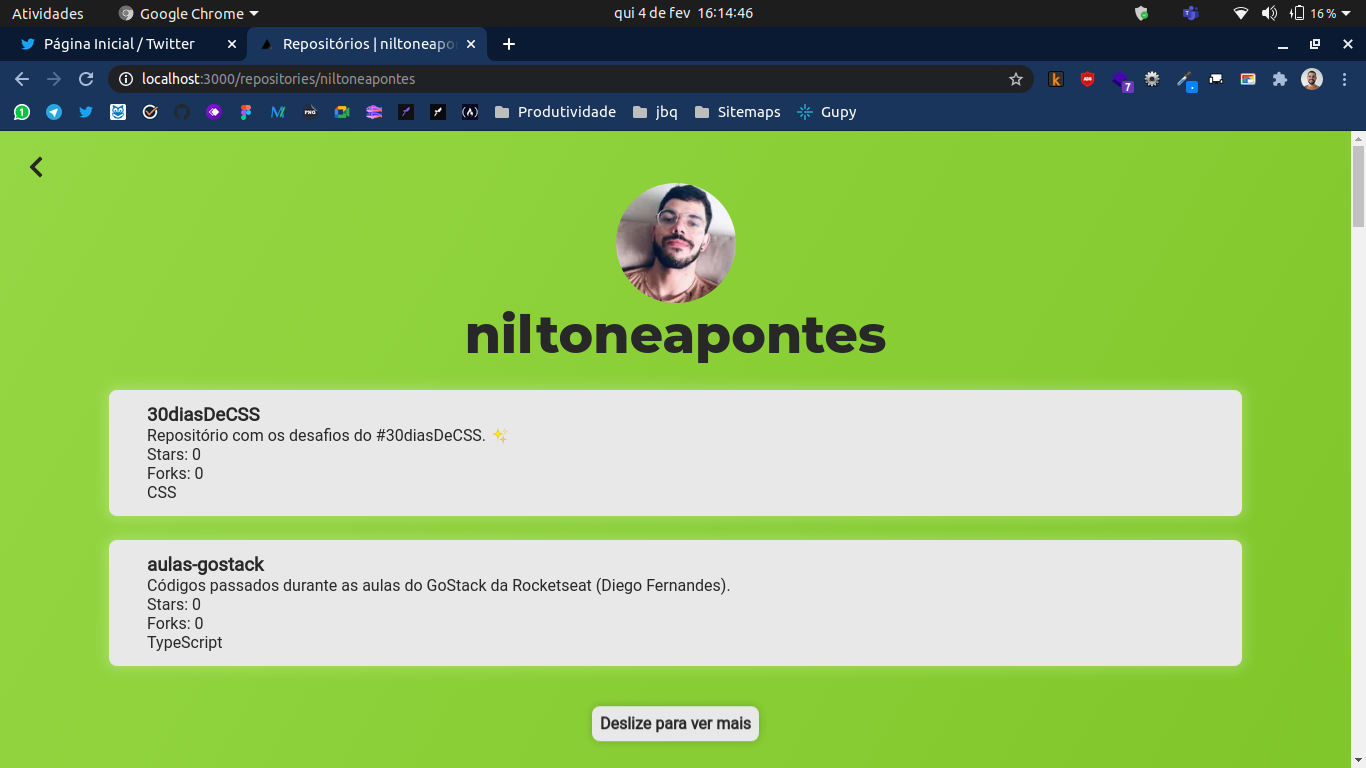 Atividades
Google Chrome
qui 4 de fev 16:14:46
16 %
Página Inicial / Twitter
Repositórios | niltoneapo
localhost:3000/repositories/niltoneapontes
ABP
7
1
PNG
(A)
Produtividade
jbq
Sitemaps
Gupy
niltoneapontes
30diasDeCSS
Repositório com os desafios do #30diasDeCSS. ✨
Stars: 0
Forks: 0
CSS
aulas-gostack
Códigos passados durante as aulas do GoStack da Rocketseat (Diego Fernandes).
Stars: 0
Forks: 0
TypeScript
Deslize para ver mais